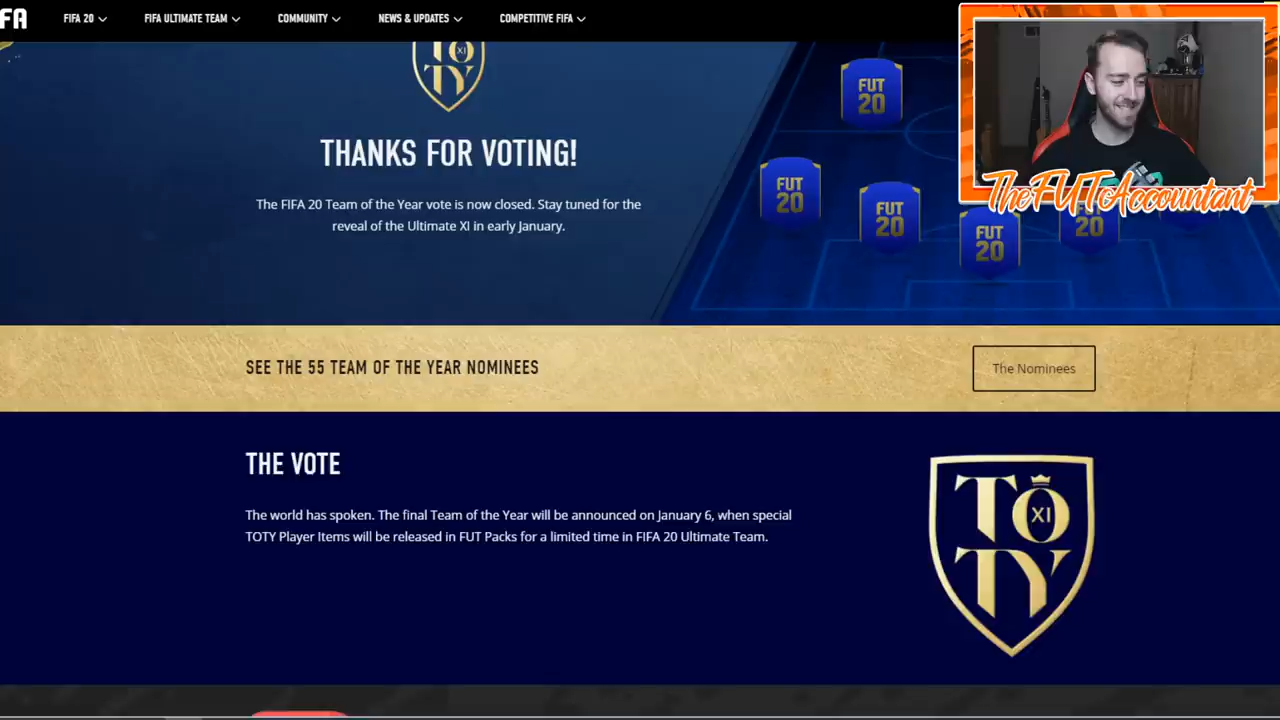 FA
FIFA 20
FIFA ULTIMATE TEAM
COMMUNITY
NEWS & UPDATES
COMPETITIVE FIFA
TO XI
TY
THANKS FOR VOTING!
The FIFA 20 Team of the Year vote is now closed. Stay tuned for the
reveal of the Ultimate XI in early January.
FUT
20
FUT
20
FUT
20
FUT
20
20
TheFUTAccountant
SEE THE 55 TEAM OF THE YEAR NOMINEES
The Nominees
THE VOTE
The world has spoken. The final Team of the Year will be announced on January 6, when special
TOTY Player Items will be released in FUT Packs for a limited time in FIFA 20 Ultimate Team.
TO XI
TY